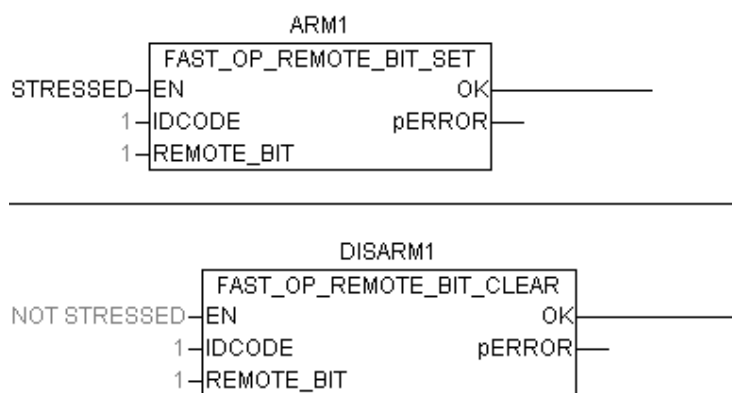 ARM1
FAST_OP_REMOTE_BIT_SET
STRESSED EN OK
1 IDCODE pERROR
1 REMOTE_BIT
DISARM1
FAST_OP_REMOTE_BIT_CLEAR
NOT STRESSED EN OK
1 IDCODE pERROR
1 REMOTE_BIT